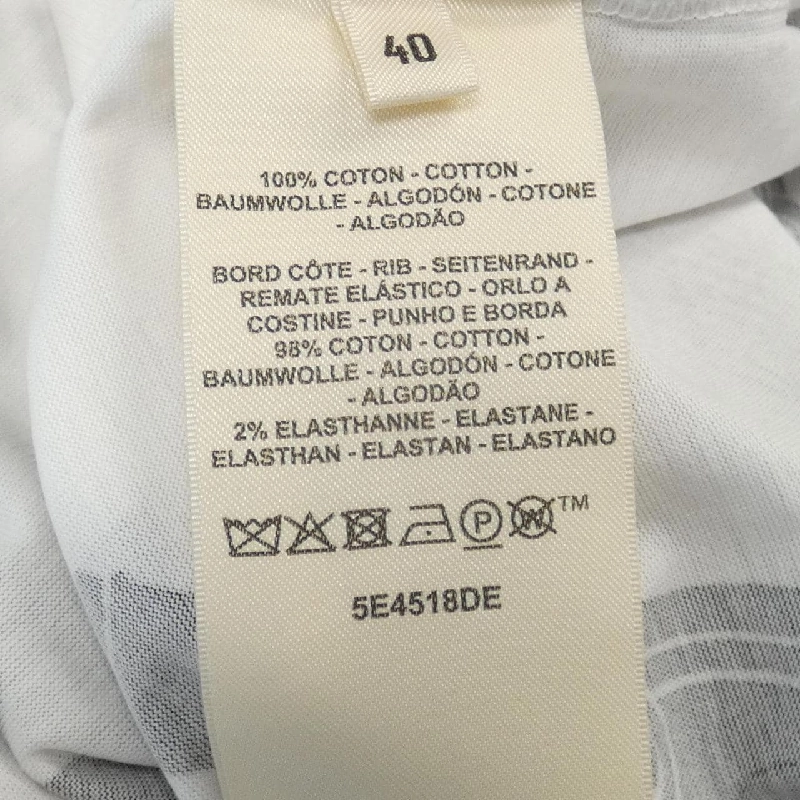 40
100% COTON - COTTON -
BAUMWOLLE - ALGODÓN - COTONE
- ALGODÃO
BORD CÔTE - RIB - SEITENRAND -
REMATE ELÁSTICO - ORLO A
COSTINE - PUNHO E BORDA
98% COTON - COTTON -
BAUMWOLLE - ALGODÓN - COTONE
- ALGODÃO
2% ELASTHANNE - ELASTANE -
ELASTHAN - ELASTAN - ELASTANO
P W TM
5E4518DE